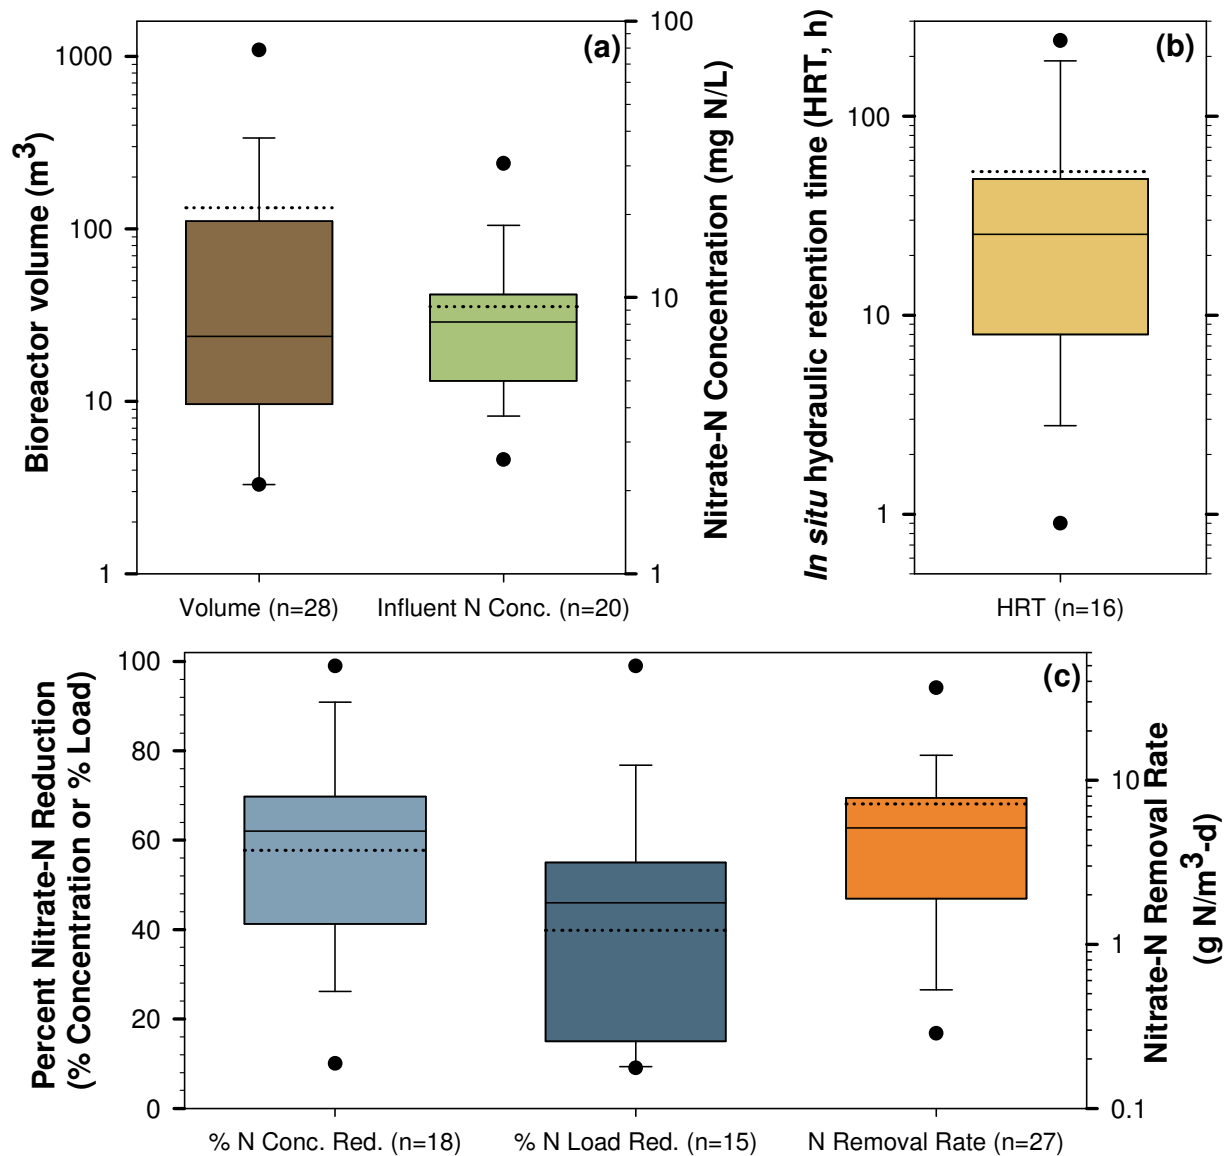 (a)
Bioreactor volume (m³)
1000
100
10
1
Nitrate-N Concentration (mg N/L)
100
10
1
Volume (n=28)
Influent N Conc. (n=20)
(b)
In situ hydraulic retention time (HRT, h)
100
10
1
HRT (n=16)
(c)
Percent Nitrate-N Reduction
(% Concentration or % Load)
100
80
60
40
20
0
Nitrate-N Removal Rate
(g N/m³-d)
10
1
0.1
% N Conc. Red. (n=18)
% N Load Red. (n=15)
N Removal Rate (n=27)